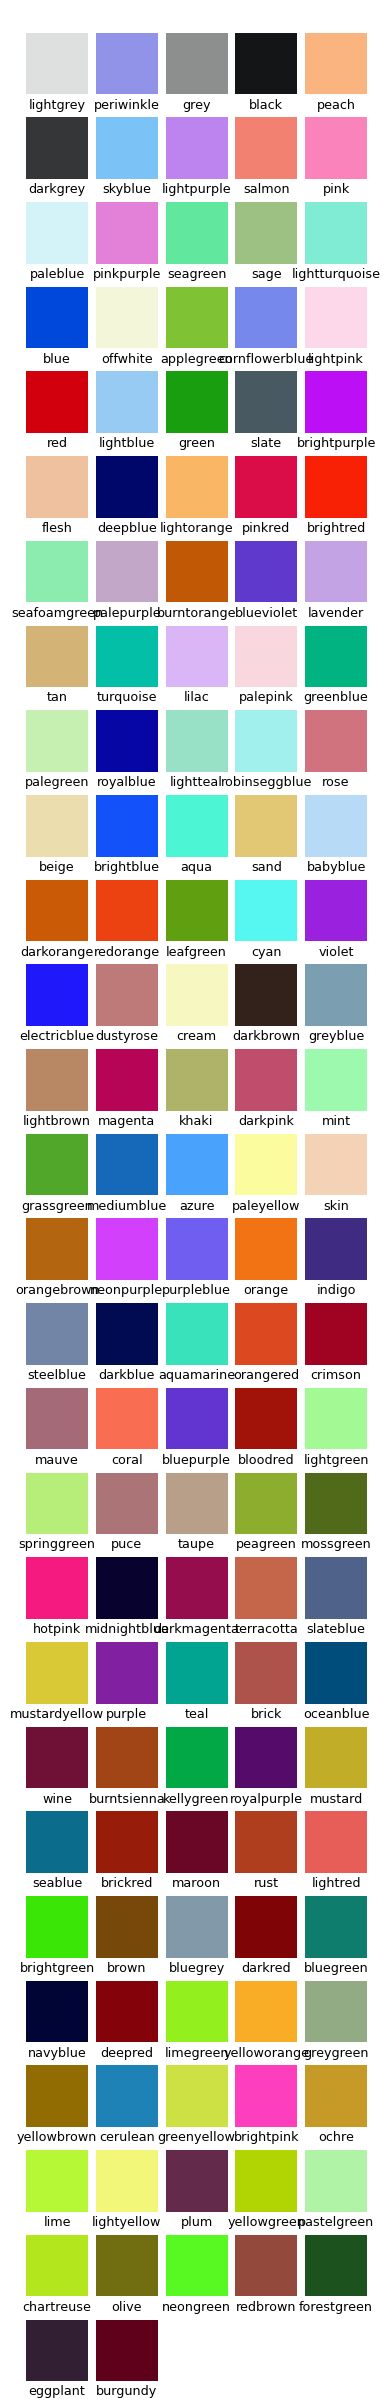 lightgrey periwinkle grey black peach
darkgrey skyblue lightpurple salmon pink
paleblue pinkpurple seagreen sage lightturquoise
blue offwhite applegreen cornflowerblue lightpink
red lightblue green slate brightpurple
flesh deepblue lightorange pinkred brightred
seafoamgreen palepurple burntorange blueviolet lavender
tan turquoise lilac palepink greenblue
palegreen royalblue lightteal robinseggblue rose
beige brightblue aqua sand babyblue
darkorange redorange leafgreen cyan violet
electricblue dustyrose cream darkbrown greyblue
lightbrown magenta khaki darkpink mint
grassgreen mediumblue azure paleyellow skin
orangebrown neonpurple purpleblue orange indigo
steelblue darkblue aquamarine orangered crimson
mauve coral bluepurple bloodred lightgreen
springgreen puce taupe peagreen mossgreen
hotpink midnightblue darkmagenta terracotta slateblue
mustardyellow purple teal brick oceanblue
wine burntsienna kellygreen royalpurple mustard
seablue brickred maroon rust lightred
brightgreen brown bluegrey darkred bluegreen
navyblue deepred limegreen yelloworange greygreen
yellowbrown cerulean greenyellow brightpink ochre
lime lightyellow plum yellowgreen pastelgreen
chartreuse olive neongreen redbrown forestgreen
eggplant burgundy